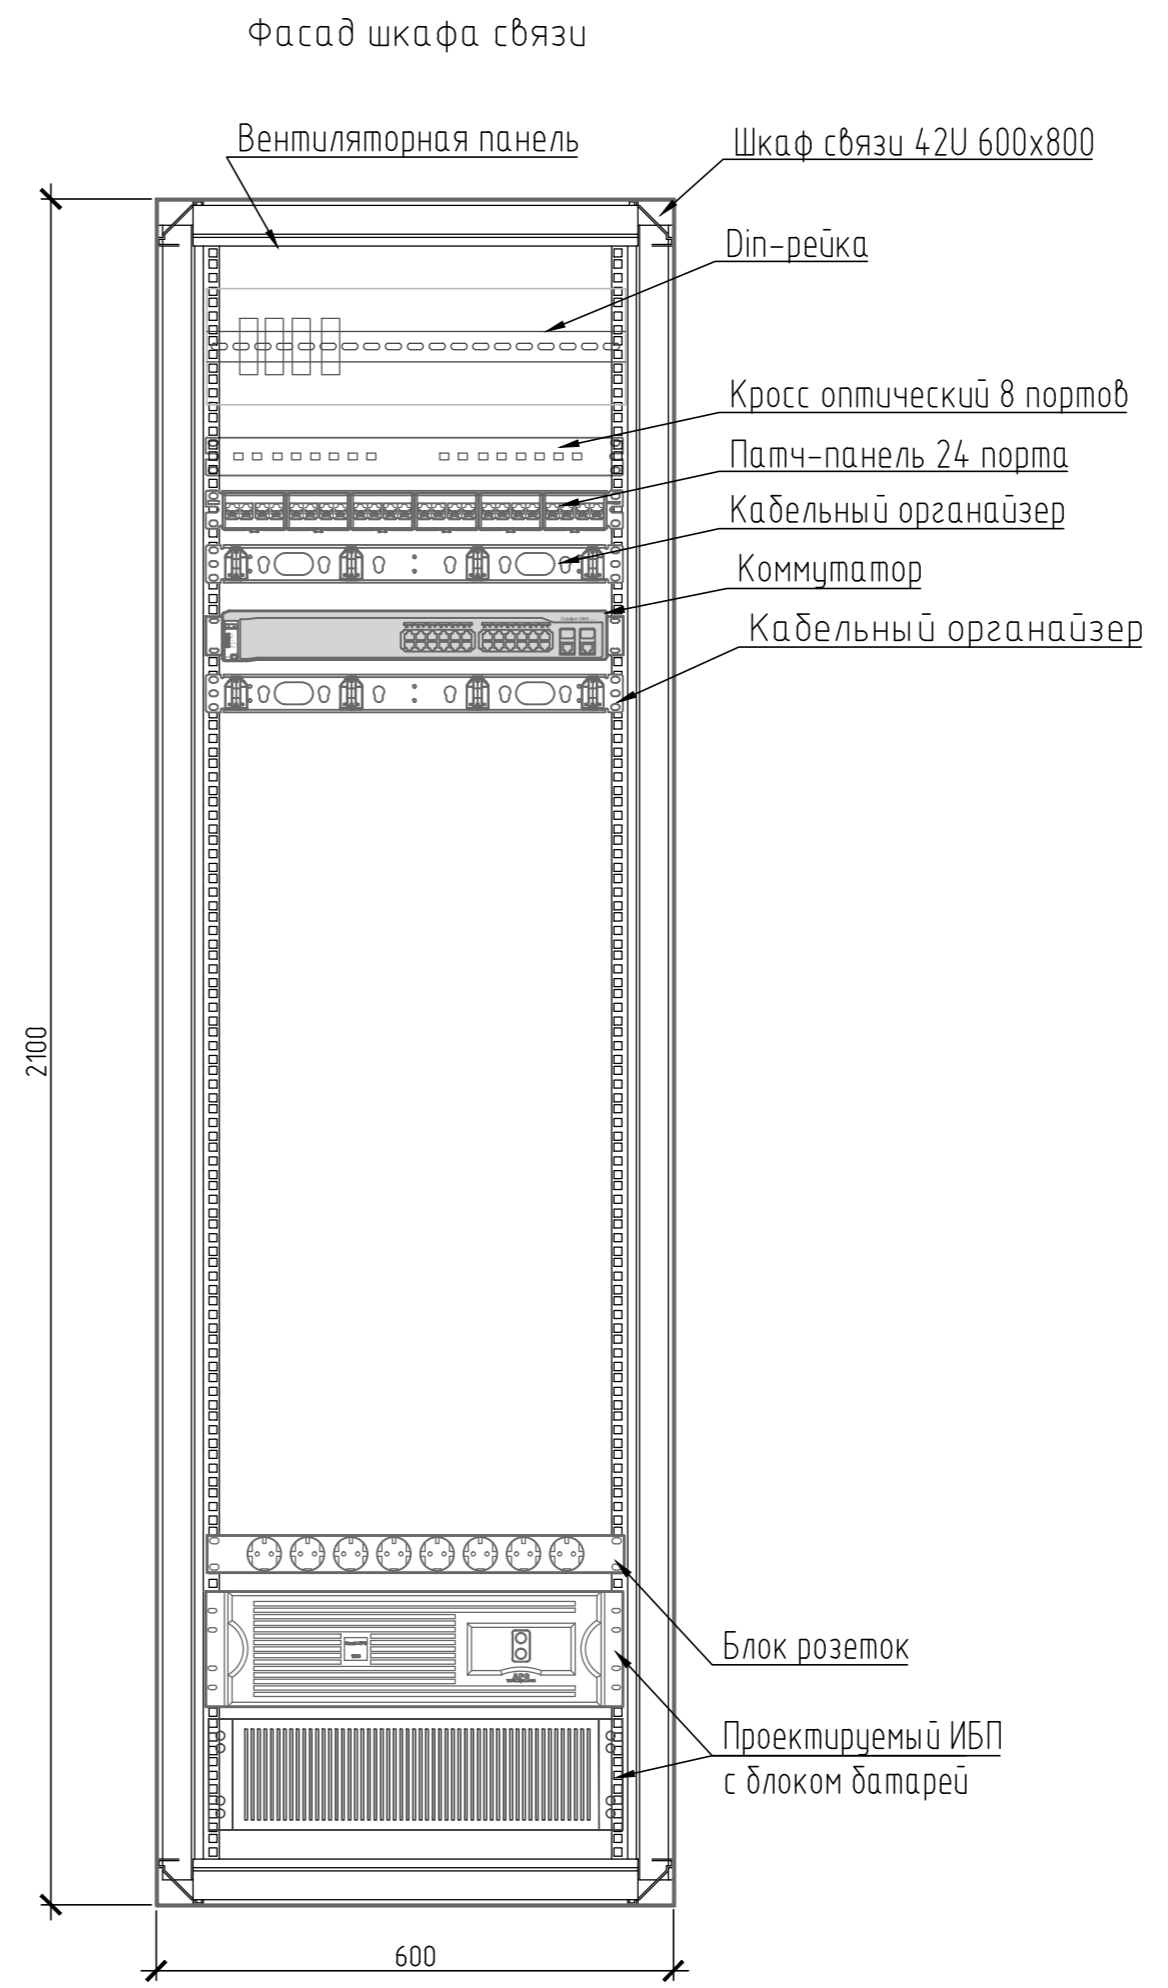 Фасад шкафа связи
Вентиляторная панель
Шкаф связи 42U 600х800
Din-рейка
Кросс оптический 8 портов
Патч-панель 24 порта
Кабельный органайзер
Коммутатор
Кабельный органайзер
2100
Блок розеток
Проектируемый ИБП
с блоком батарей
600